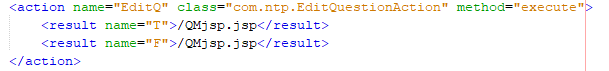 <action name="EditQ" class="com.ntp.EditQuestionAction" method="execute">
<result name="T">/QMjsp.jsp</result>
<result name="F">/QMjsp.jsp</result>
</action>